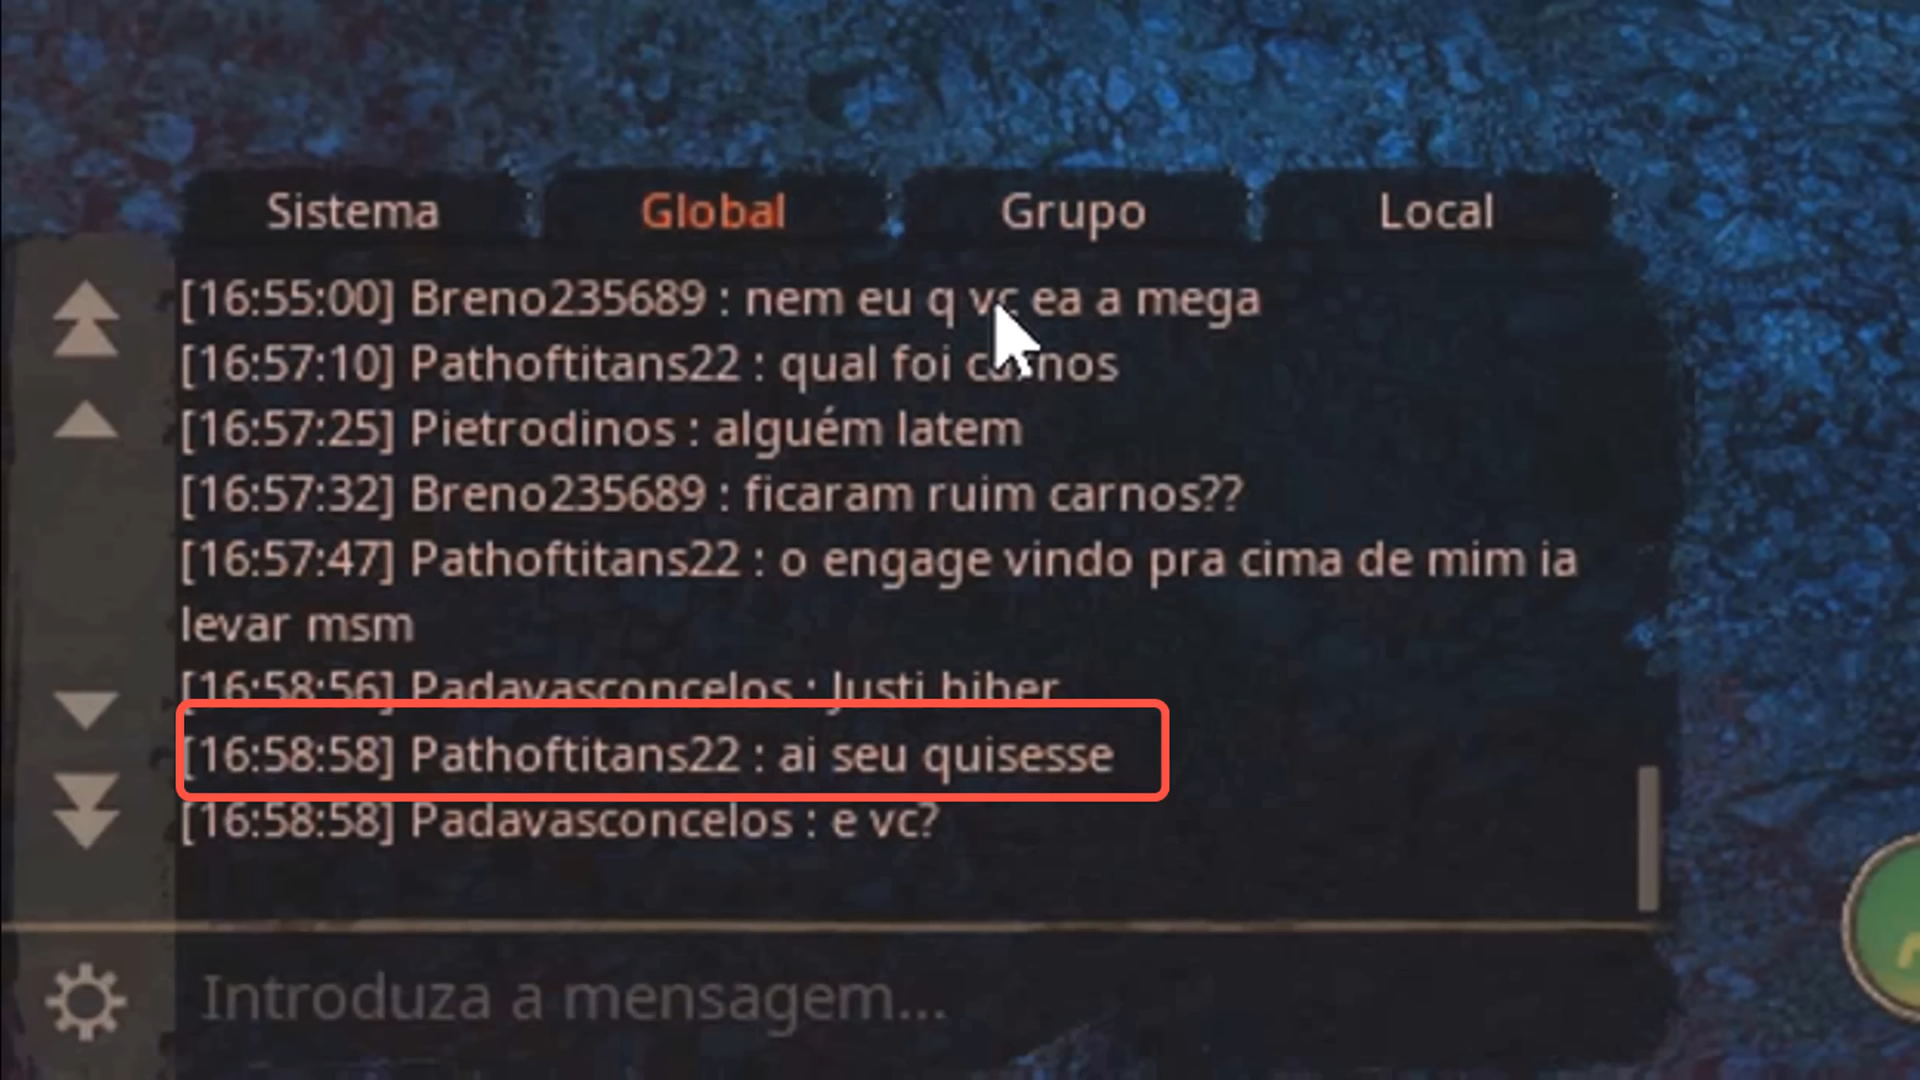 Sistema Global Grupo Local
[16:55:00] Breno235689 : nem eu q vc ea a mega
[16:57:10] Pathoftitans22 : qual foi carnos
[16:57:25] Pietrodinos : alguém latem
[16:57:32] Breno235689 : ficaram ruim carnos??
[16:57:47] Pathoftitans22 : o engage vindo pra cima de mim ia
levar msm
[16:58:56] Padavasconcelos : Justi hiber
[16:58:58] Pathoftitans22 : ai seu quisesse
[16:58:58] Padavasconcelos : e vc?
Introduza a mensagem...